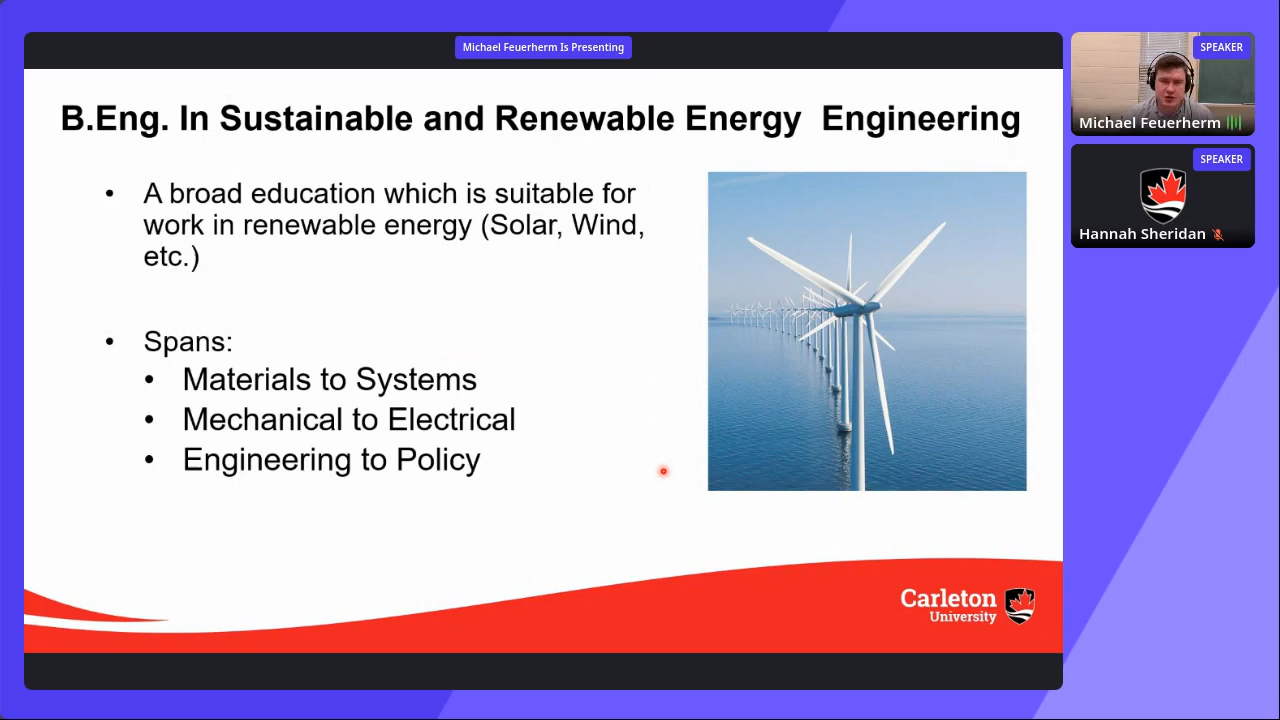 Michael Feuerherm Is Presenting
B.Eng. In Sustainable and Renewable Energy  Engineering
• A broad education which is suitable for
work in renewable energy (Solar, Wind,
etc.)
• Spans:
• Materials to Systems
• Mechanical to Electrical
• Engineering to Policy
Carleton
University
SPEAKER
Michael Feuerherm
SPEAKER
Hannah Sheridan